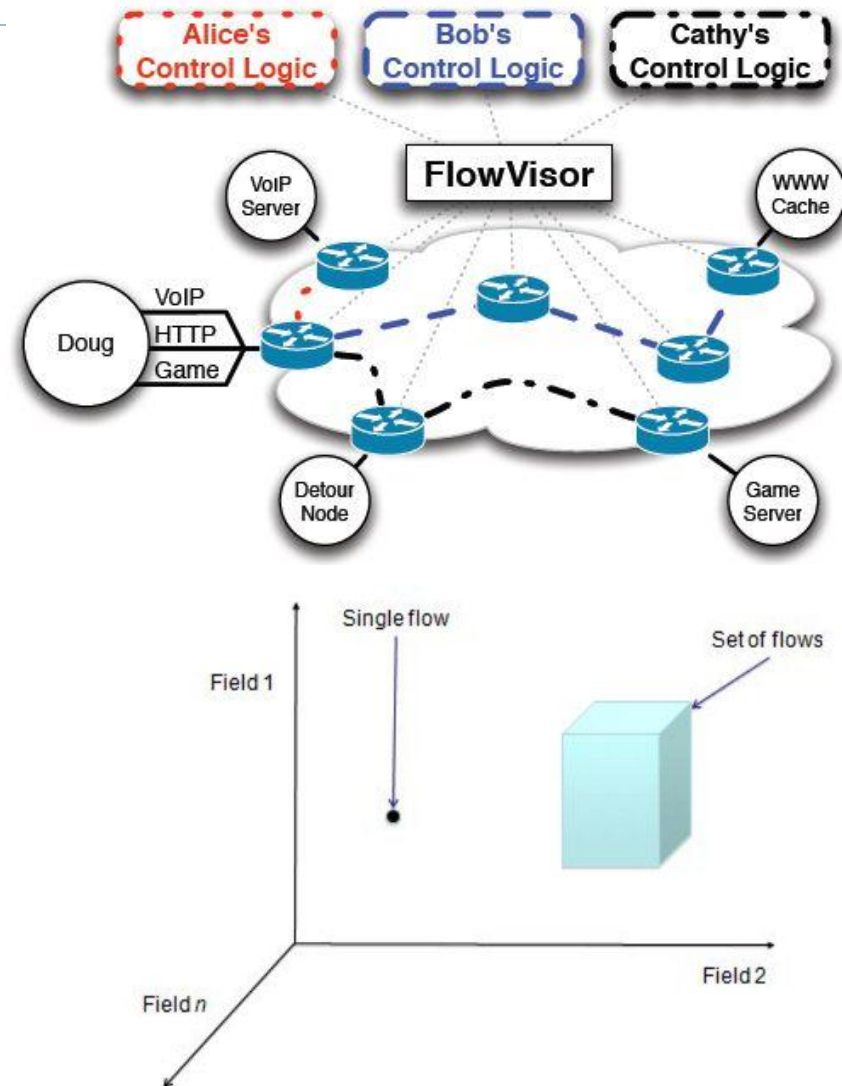 Alice's
Control Logic
Bob's
Control Logic
Cathy's
Control Logic
FlowVisor
VoIP
Server
WWW
Cache
Doug
VoIP
HTTP
Game
Detour
Node
Game
Server
Single flow
Set of flows
Field 1
Field 2
Field n